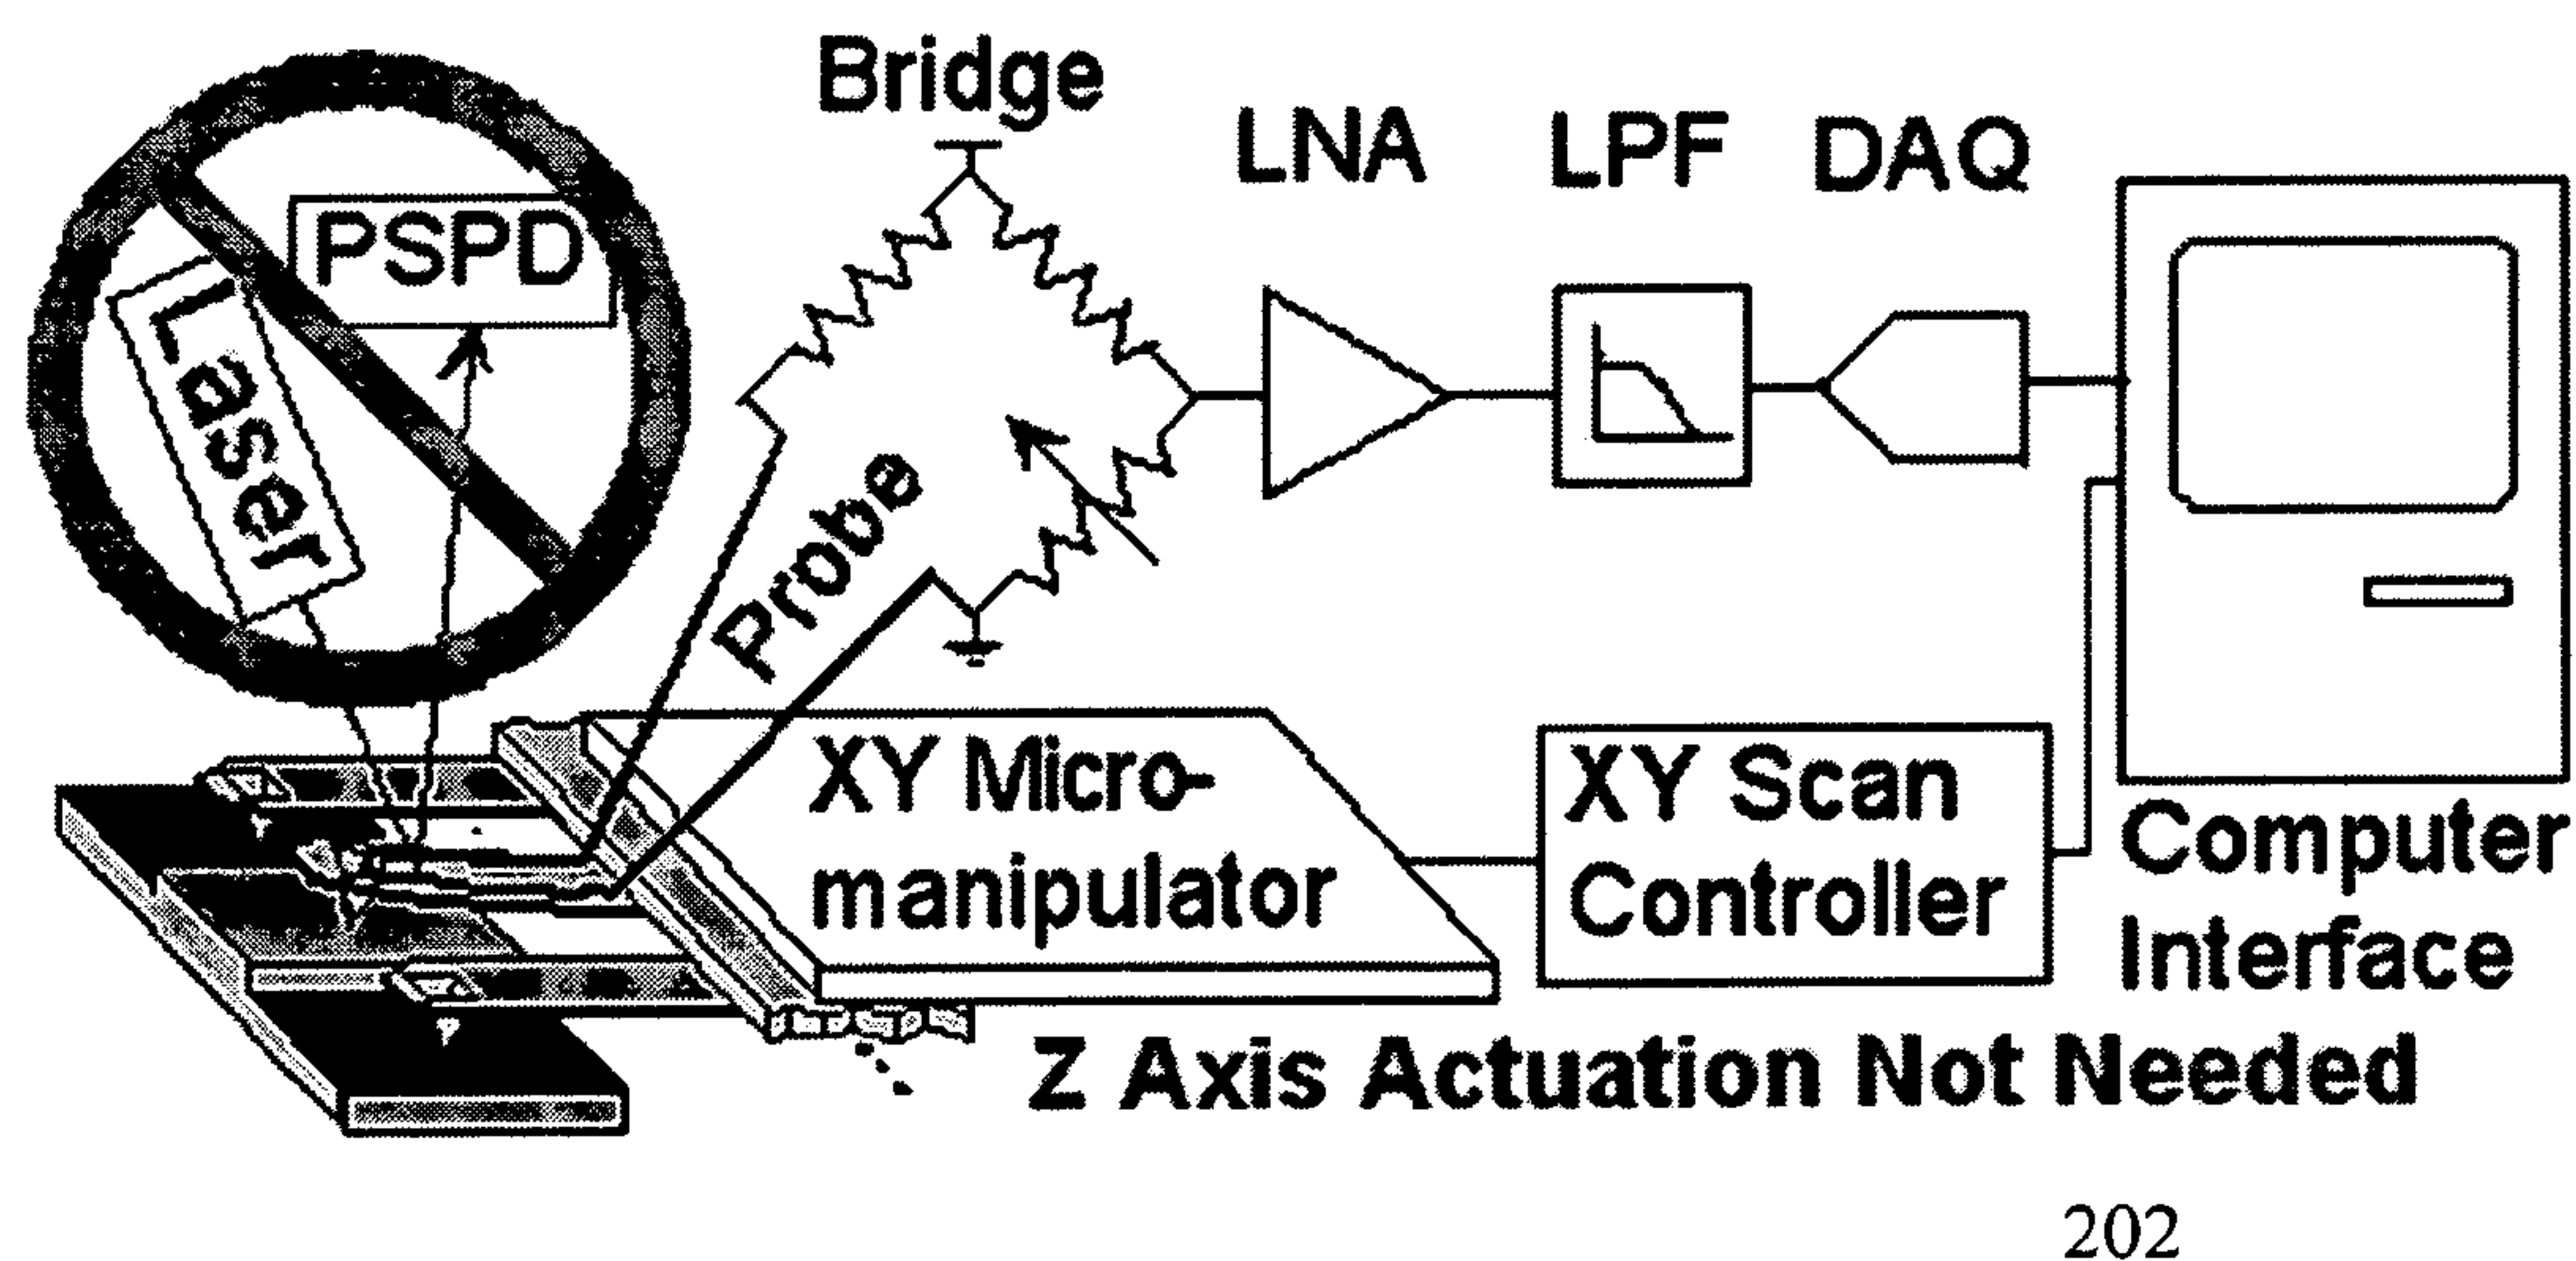 Bridge
LNA
LPF
DAQ
PSPD
Laser
Probe
XY Micro-
manipulator
XY Scan
Controller
Computer
Interface
Z Axis Actuation Not Needed
202